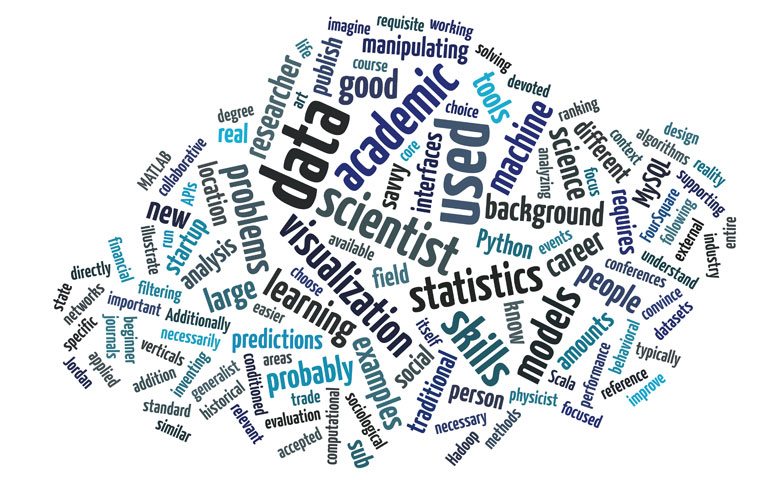 imagine
requisite
working
life
publish
manipulating
solving
researcher
course
good
tools
devoted
art
academic
choice
machine
ranking
degree
real
data
core
used
context
design
algorithms
reality
MATLAB
collaborative
savvy
interfaces
analyzing
science
different
focus
MySQL
supporting
APIs
location
problems
scientist
background
requires
FourSquare
following
new
startup
run
illustrate
analysis
visualization
available
Python
events
career
external
industry
entire
financial
directly
filtering
large
learning
choose
field
statistics
people
conferences
understand
state
networks
important
Additionally
easier
itself
know
models
convince
datasets
specific
journals
beginner
necessarily
predictions
skills
amounts
behavioral
typically
verticals
areas
examples
social
Scala
performance
reference
improve
Jordan
applied
addition
inventing
generalist
conditioned
probably
traditional
person
physicist
focused
standard
historical
relevant
trade
sociological
necessary
methods
similar
evaluation
accepted
computational
sub
Hadoop